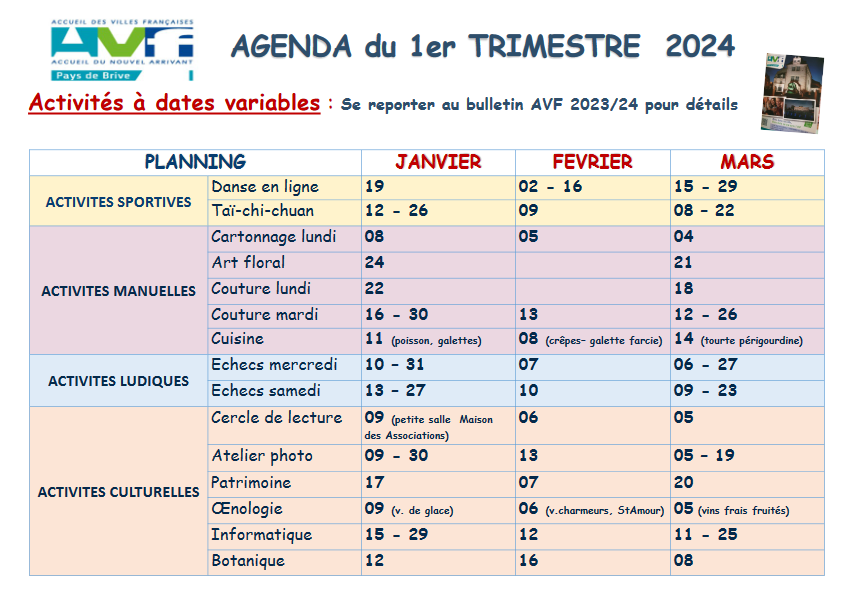 ACCUEIL DES VILLES FRANÇAISES
AVF
ACCUEIL DU NOUVEL ARRIVANT
Pays de Brive
AGENDA du 1er TRIMESTRE 2024
Activités à dates variables : Se reporter au bulletin AVF 2023/24 pour détails
PLANNING JANVIER FEVRIER MARS
ACTIVITES SPORTIVES
Danse en ligne 19 02 - 16 15 - 29
Taï-chi-chuan 12 - 26 09 08 - 22
ACTIVITES MANUELLES
Cartonnage lundi 08 05 04
Art floral 24 21
Couture lundi 22 18
Couture mardi 16 - 30 13 12 - 26
Cuisine 11 (poisson, galettes) 08 (crêpes- galette farcie) 14 (tourte périgourdine)
ACTIVITES LUDIQUES
Echecs mercredi 10 - 31 07 06 - 27
Echecs samedi 13 - 27 10 09 - 23
ACTIVITES CULTURELLES
Cercle de lecture 09 (petite salle Maison 06 05
des Associations)
Atelier photo 09 - 30 13 05 - 19
Patrimoine 17 07 20
Œnologie 09 (v. de glace) 06 (v.charmeurs, StAmour) 05 (vins frais fruités)
Informatique 15 - 29 12 11 - 25
Botanique 12 16 08